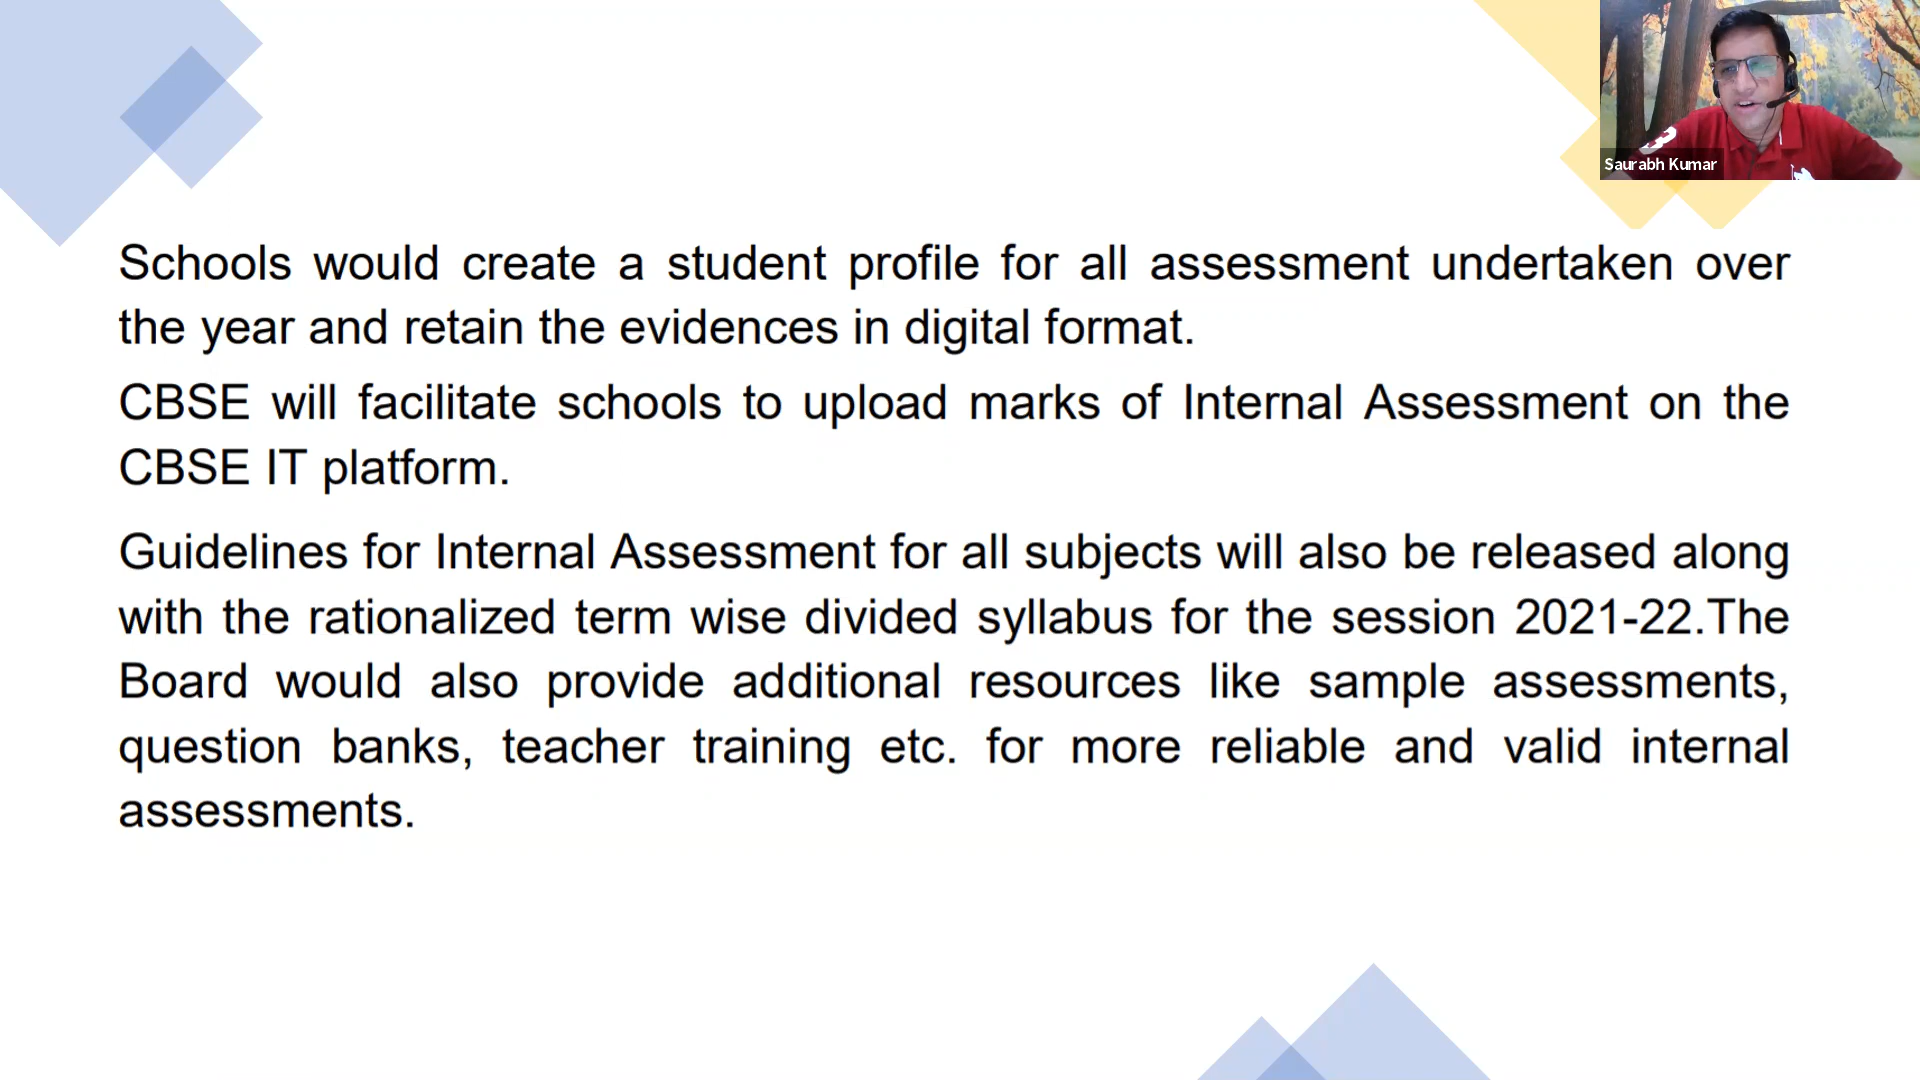 Saurabh Kumar
Schools would create a student profile for all assessment undertaken over
the year and retain the evidences in digital format.
CBSE will facilitate schools to upload marks of Internal Assessment on the
CBSE IT platform.
Guidelines for Internal Assessment for all subjects will also be released along
with the rationalized term wise divided syllabus for the session 2021-22.The
Board would also provide additional resources like sample assessments,
question banks, teacher training etc. for more reliable and valid internal
assessments.